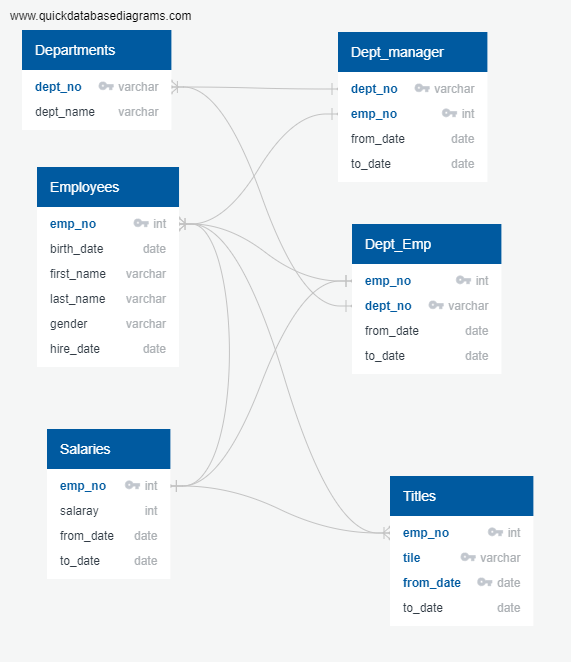 www.quickdatabasediagrams.com
Departments
dept_no varchar
dept_name varchar
Dept_manager
dept_no varchar
emp_no int
from_date date
to_date date
Employees
emp_no int
birth_date date
first_name varchar
last_name varchar
gender varchar
hire_date date
Dept_Emp
emp_no int
dept_no varchar
from_date date
to_date date
Salaries
emp_no int
salaray int
from_date date
to_date date
Titles
emp_no int
tile varchar
from_date date
to_date date